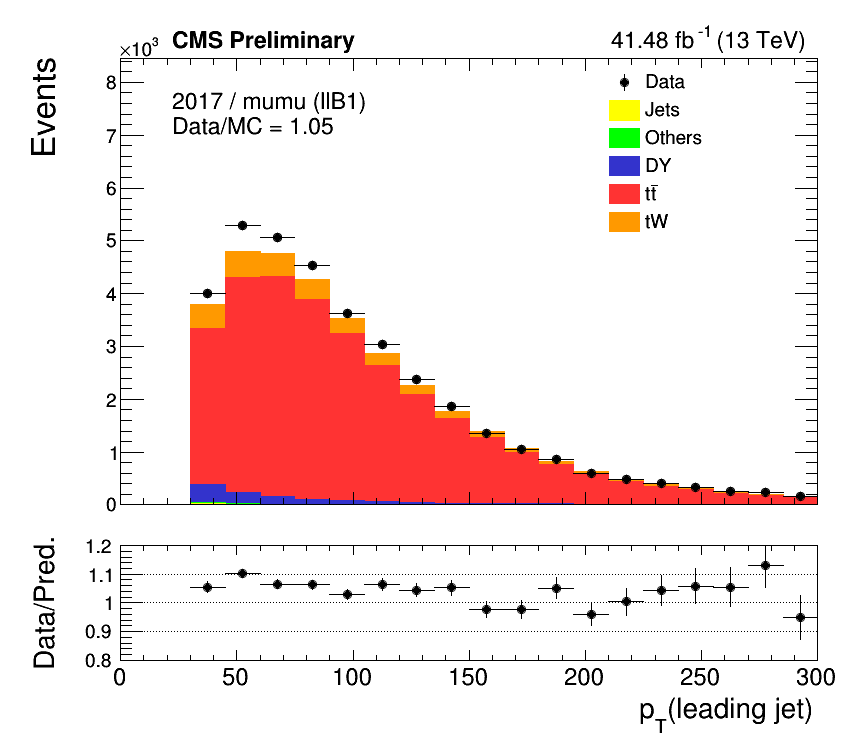 ×10³ CMS Preliminary 41.48 fb⁻¹ (13 TeV)
Events
2017 / mumu (llB1)
Data/MC = 1.05
Data
Jets
Others
DY
tt̄
tW
8
7
6
5
4
3
2
1
0
Data/Pred.
1.2
1.1
1
0.9
0.8
0 50 100 150 200 250 300
p_T(leading jet)